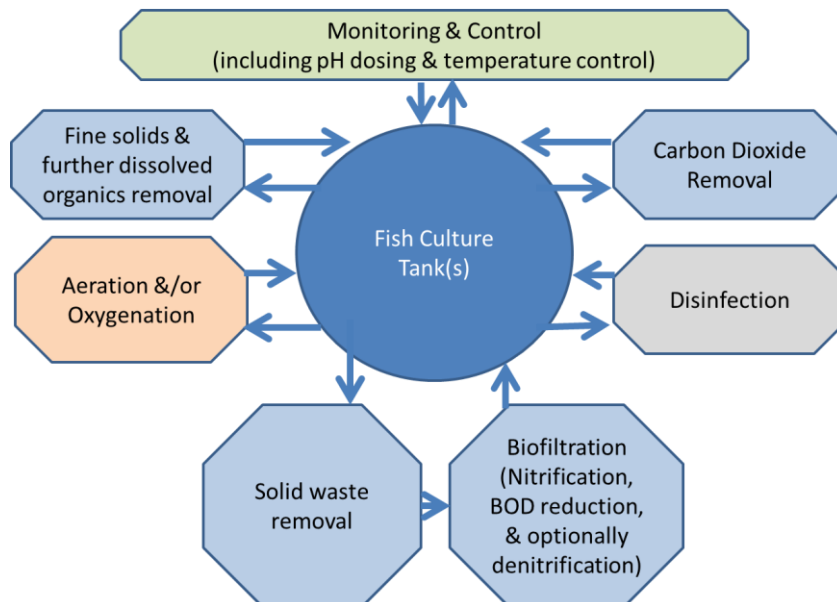 Monitoring & Control
(including pH dosing & temperature control)
Fine solids &
further dissolved
organics removal
Carbon Dioxide
Removal
Fish Culture
Tank(s)
Aeration &/or
Oxygenation
Disinfection
Solid waste
removal
Biofiltration
(Nitrification,
BOD reduction,
& optionally
denitrification)